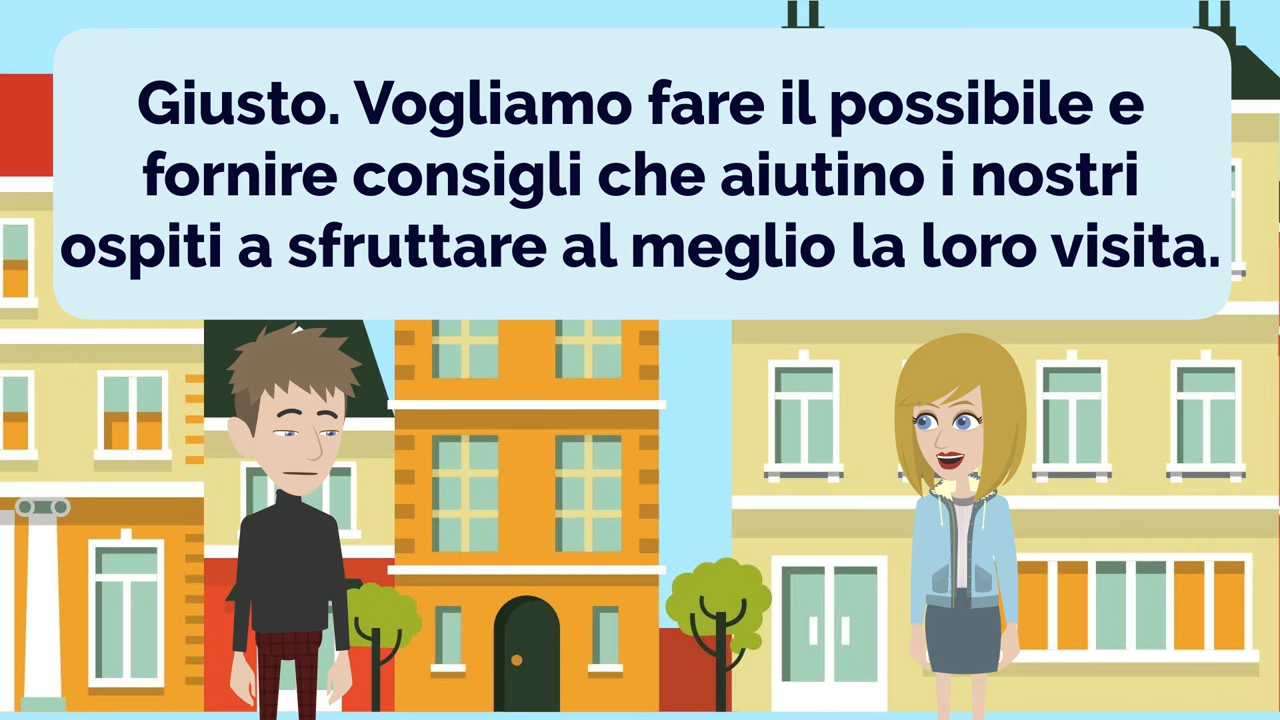 Giusto. Vogliamo fare il possibile e
fornire consigli che aiutino i nostri
ospiti a sfruttare al meglio la loro visita.